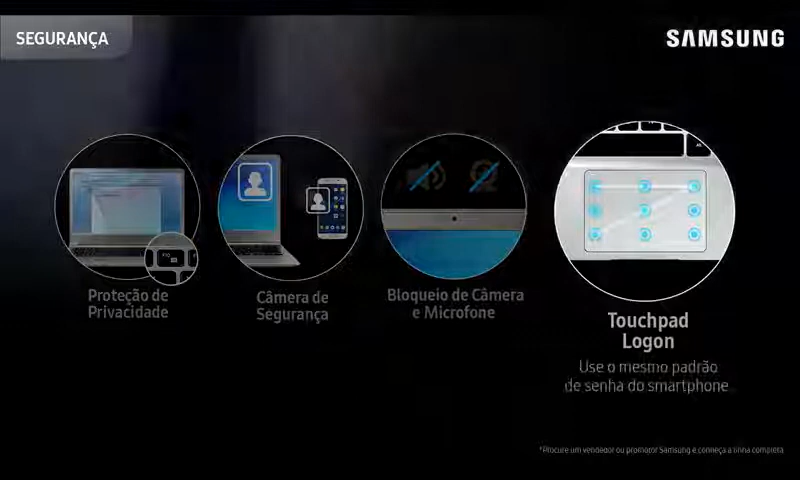 SEGURANÇA
SAMSUNG
Proteção de
Privacidade
Câmera de
Segurança
Bloqueio de Câmera
e Microfone
Touchpad
Logon
Use o mesmo padrão
de senha do smartphone
*Procure um vendedor ou promotor Samsung e conheça a linha completa